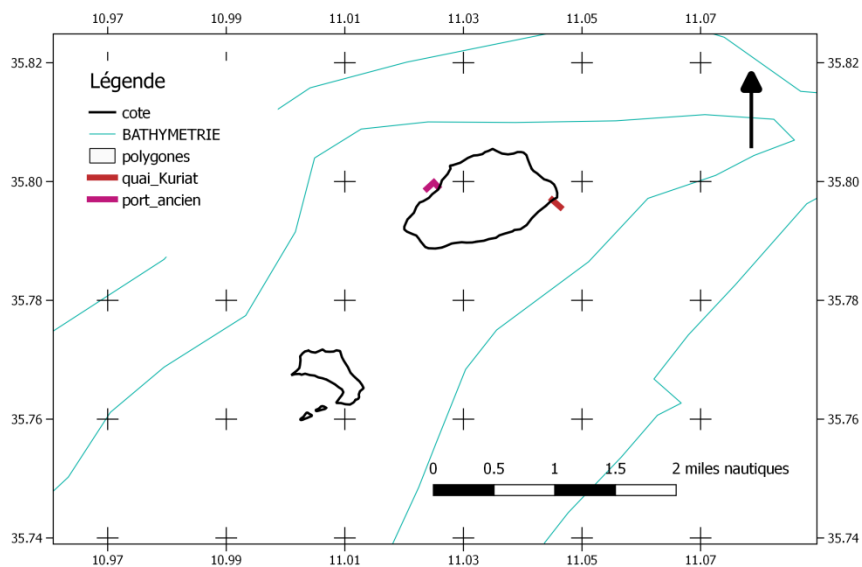 10.97 10.99 11.01 11.03 11.05 11.07
35.82 35.82
Légende
cote
BATHYMETRIE
polygones
quai_Kuriat
port_ancien
35.80 35.80
35.78 35.78
35.76 35.76
0 0.5 1 1.5 2 miles nautiques
35.74 35.74
10.97 10.99 11.01 11.03 11.05 11.07